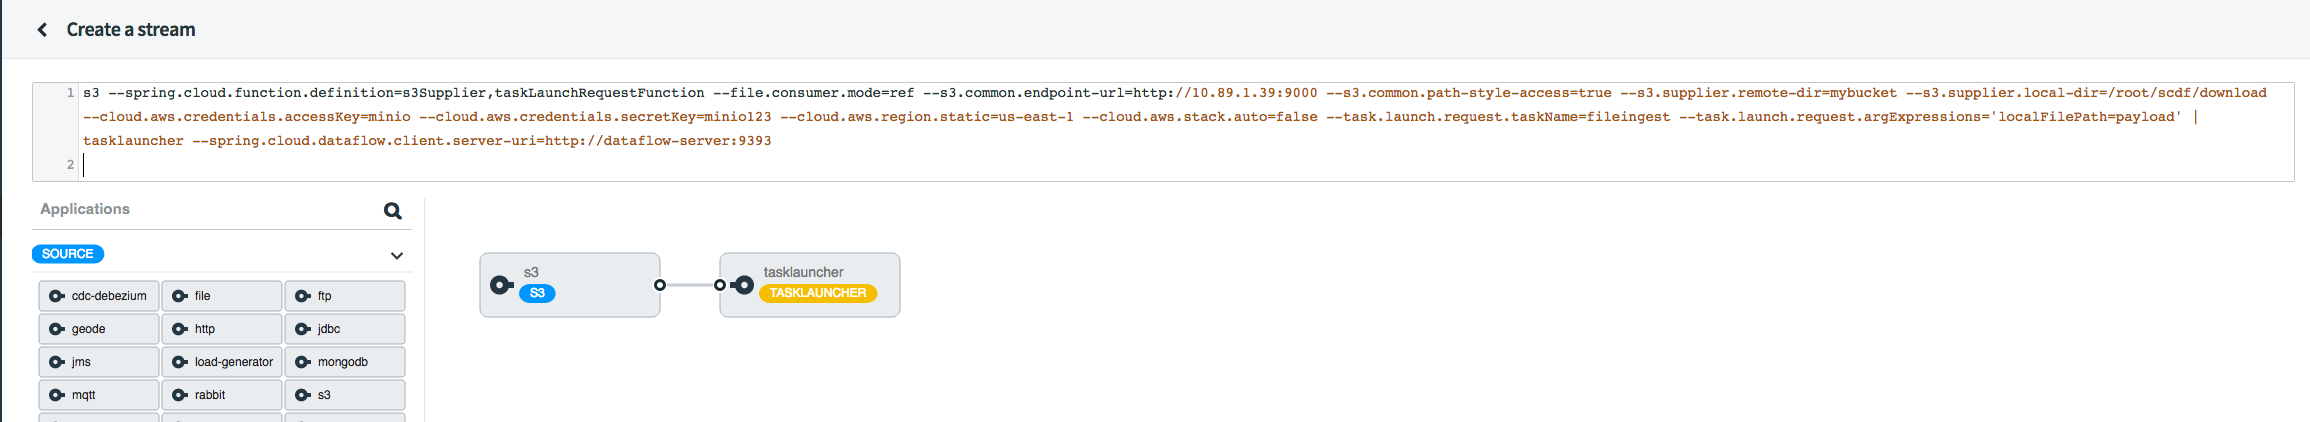 Create a stream
1 s3 --spring.cloud.function.definition=s3Supplier,taskLaunchRequestFunction --file.consumer.mode=ref --s3.common.endpoint-url=http://10.89.1.39:9000 --s3.common.path-style-access=true --s3.supplier.remote-dir=mybucket --s3.supplier.local-dir=/root/scdf/download
--cloud.aws.credentials.accessKey=minio --cloud.aws.credentials.secretKey=minio123 --cloud.aws.region.static=us-east-1 --cloud.aws.stack.auto=false --task.launch.request.taskName=fileingest --task.launch.request.argExpressions='localFilePath=payload' |
tasklauncher --spring.cloud.dataflow.client.server-uri=http://dataflow-server:9393
2
Applications
SOURCE
cdc-debezium file ftp
geode http jdbc
jms load-generator mongodb
mqtt rabbit s3
s3
S3
tasklauncher
TASKLAUNCHER